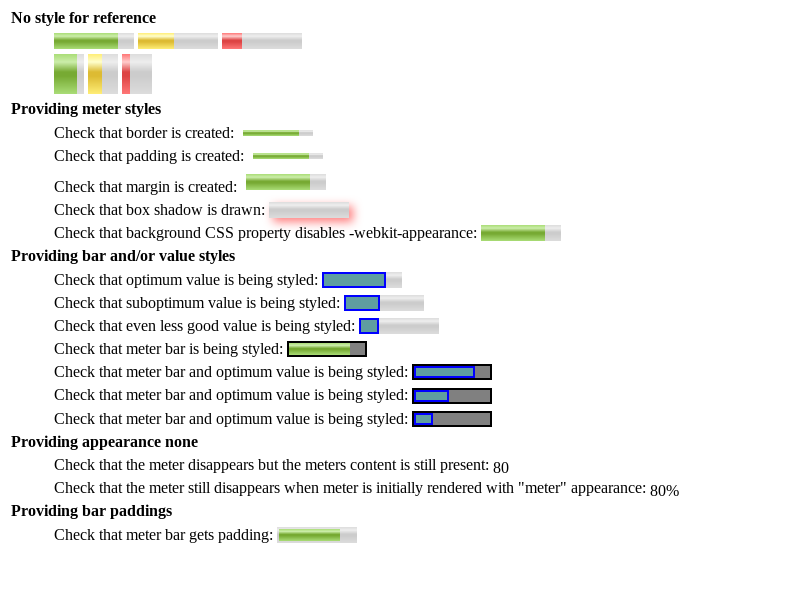 No style for reference
Providing meter styles
Check that border is created:
Check that padding is created:
Check that margin is created:
Check that box shadow is drawn:
Check that background CSS property disables -webkit-appearance:
Providing bar and/or value styles
Check that optimum value is being styled:
Check that suboptimum value is being styled:
Check that even less good value is being styled:
Check that meter bar is being styled:
Check that meter bar and optimum value is being styled:
Check that meter bar and optimum value is being styled:
Check that meter bar and optimum value is being styled:
Providing appearance none
Check that the meter disappears but the meters content is still present: 80
Check that the meter still disappears when meter is initially rendered with "meter" appearance: 80%
Providing bar paddings
Check that meter bar gets padding: